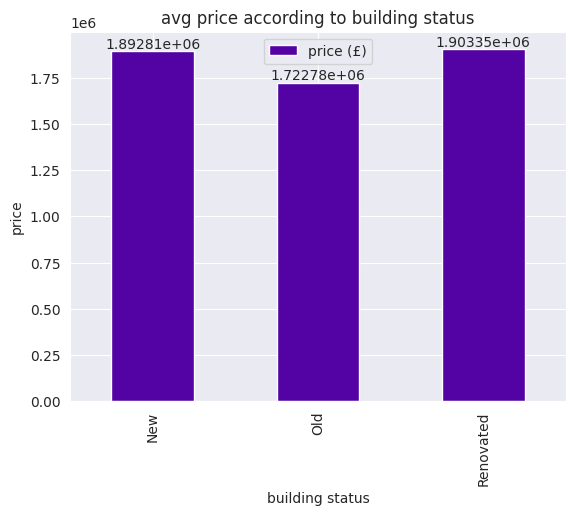 avg price according to building status
1e6
1.89281e+06
1.72278e+06
1.90335e+06
price (£)
1.75
1.50
1.25
1.00
0.75
0.50
0.25
0.00
price
New
Old
Renovated
building status